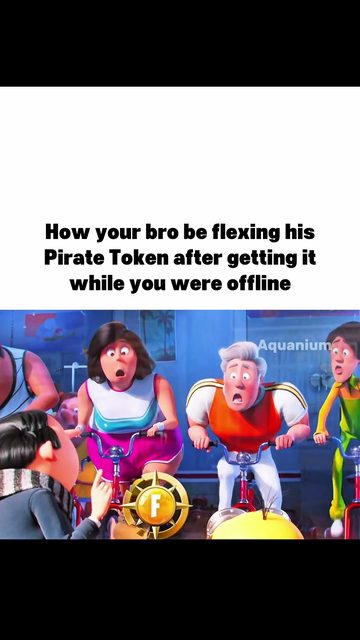 How your bro be flexing his
Pirate Token after getting it
while you were offline
Aquanium
F